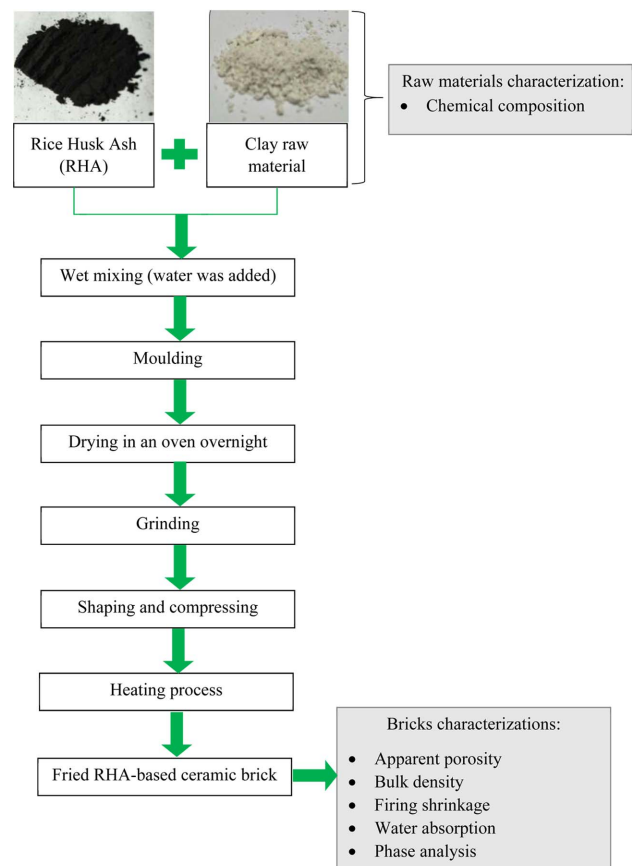 Raw materials characterization:
• Chemical composition
Rice Husk Ash
(RHA)
Clay raw
material
Wet mixing (water was added)
Moulding
Drying in an oven overnight
Grinding
Shaping and compressing
Heating process
Fried RHA-based ceramic brick
Bricks characterizations:
• Apparent porosity
• Bulk density
• Firing shrinkage
• Water absorption
• Phase analysis